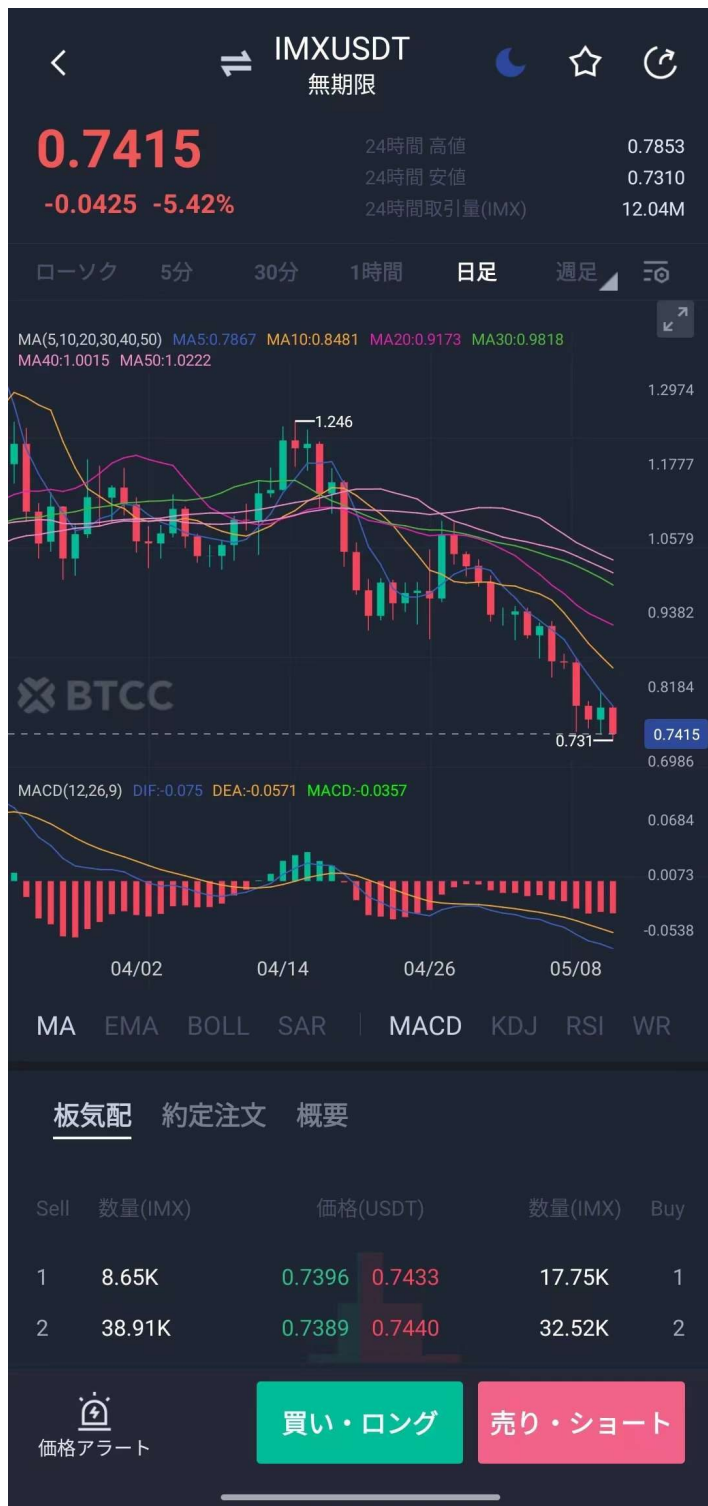 IMXUSDT
無期限
0.7415
-0.0425 -5.42%
24時間 高値 0.7853
24時間 安値 0.7310
24時間取引量(IMX) 12.04M
ローソク 5分 30分 1時間 日足 週足
MA(5,10,20,30,40,50) MA5:0.7867 MA10:0.8481 MA20:0.9173 MA30:0.9818
MA40:1.0015 MA50:1.0222
1.2974
1.246
1.1777
1.0579
0.9382
0.8184
BTCC
0.7415
0.731
0.6986
MACD(12,26,9) DIF:-0.075 DEA:-0.0571 MACD:-0.0357
0.0684
0.0073
-0.0538
04/02 04/14 04/26 05/08
MA EMA BOLL SAR MACD KDJ RSI WR
板気配 約定注文 概要
Sell 数量(IMX) 価格(USDT) 数量(IMX) Buy
1 8.65K 0.7396 0.7433 17.75K 1
2 38.91K 0.7389 0.7440 32.52K 2
価格アラート
買い・ロング
売り・ショート